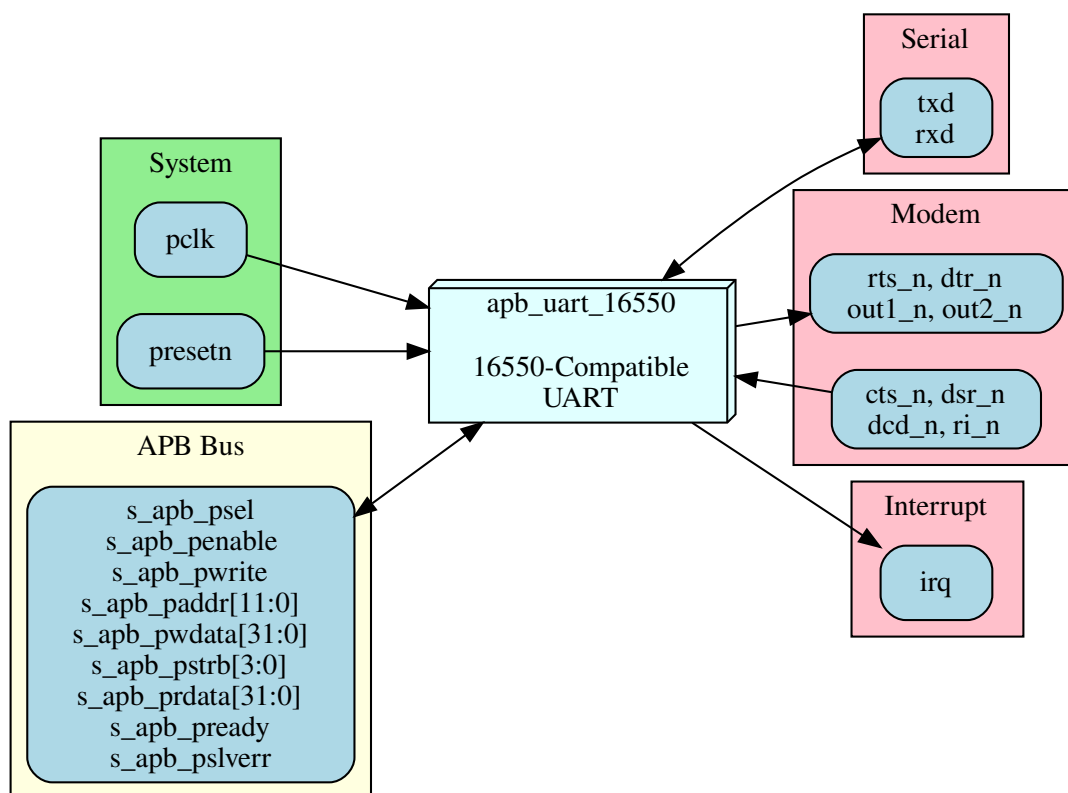 System
pclk
presetn
APB Bus
s_apb_psel
s_apb_penable
s_apb_pwrite
s_apb_paddr[11:0]
s_apb_pwdata[31:0]
s_apb_pstrb[3:0]
s_apb_prdata[31:0]
s_apb_pready
s_apb_pslverr
apb_uart_16550
16550-Compatible
UART
Serial
txd
rxd
Modem
rts_n, dtr_n
out1_n, out2_n
cts_n, dsr_n
dcd_n, ri_n
Interrupt
irq